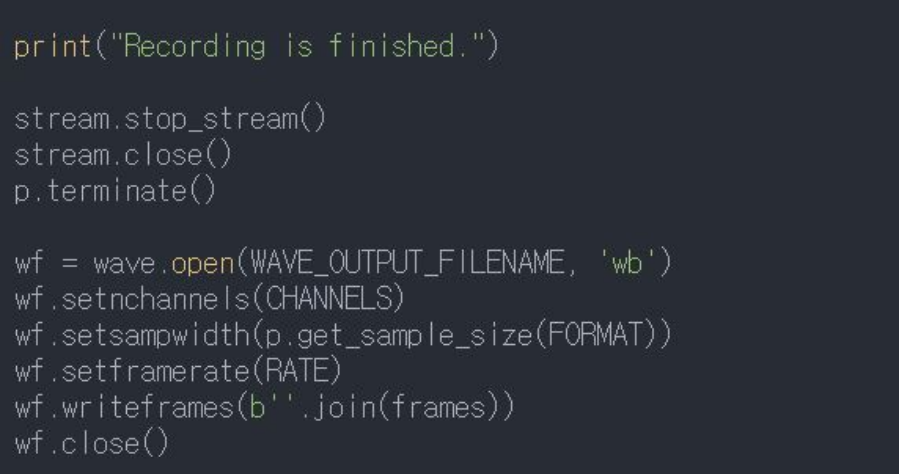 print("Recording is finished.")
stream.stop_stream()
stream.close()
p.terminate()
wf = wave.open(WAVE_OUTPUT_FILENAME, 'wb')
wf.setnchannels(CHANNELS)
wf.setsampwidth(p.get_sample_size(FORMAT))
wf.setframerate(RATE)
wf.writeframes(b''.join(frames))
wf.close()